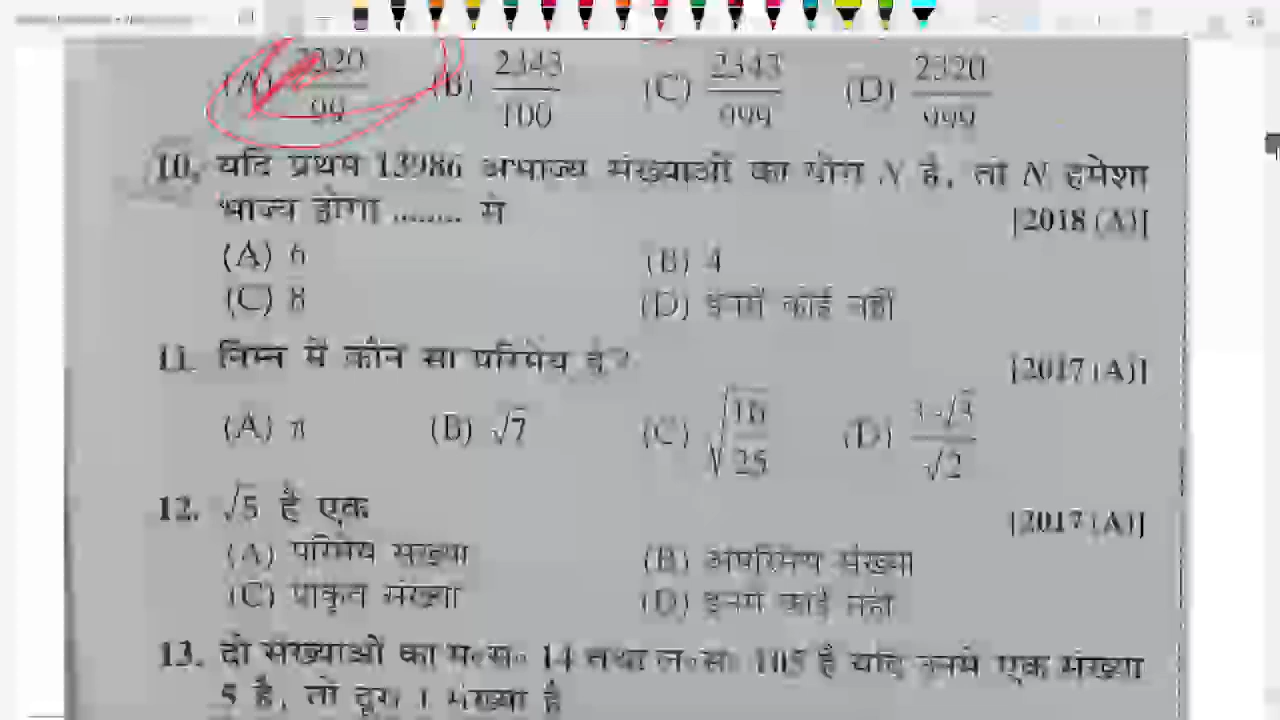 (A) 2320/99 (B) 2343/100 (C) 2343/999 (D) 2320/999
10. यदि प्रथम 13986 अभाज्य संख्याओं का योग N है, तो N हमेशा
भाज्य होगा ........ से [2018 (A)]
(A) 6 (B) 4
(C) 8 (D) इनमें कोई नहीं
11. निम्न में कौन सा परिमेय है? [2017 (A)]
(A) π (B) √7 (C) √16/25 (D) 3-√3/√2
12. √5 है एक [2017 (A)]
(A) परिमेय संख्या (B) अपरिमेय संख्या
(C) प्राकृत संख्या (D) इनमें कोई नहीं
13. दो संख्याओं का म०स० 14 तथा ल०स० 105 है यदि उनमें एक संख्या
5 है, तो दूसरी संख्या है